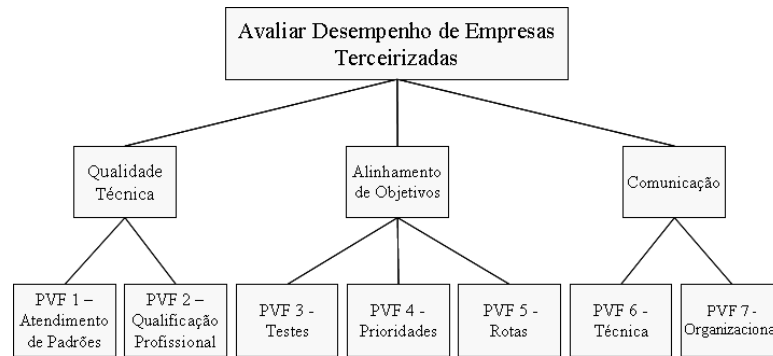 Avaliar Desempenho de Empresas
Terceirizadas
Qualidade
Técnica
Alinhamento
de Objetivos
Comunicação
PVF 1 –
Atendimento
de Padrões
PVF 2 –
Qualificação
Profissional
PVF 3 -
Testes
PVF 4 -
Prioridades
PVF 5 -
Rotas
PVF 6 -
Técnica
PVF 7-
Organizacional